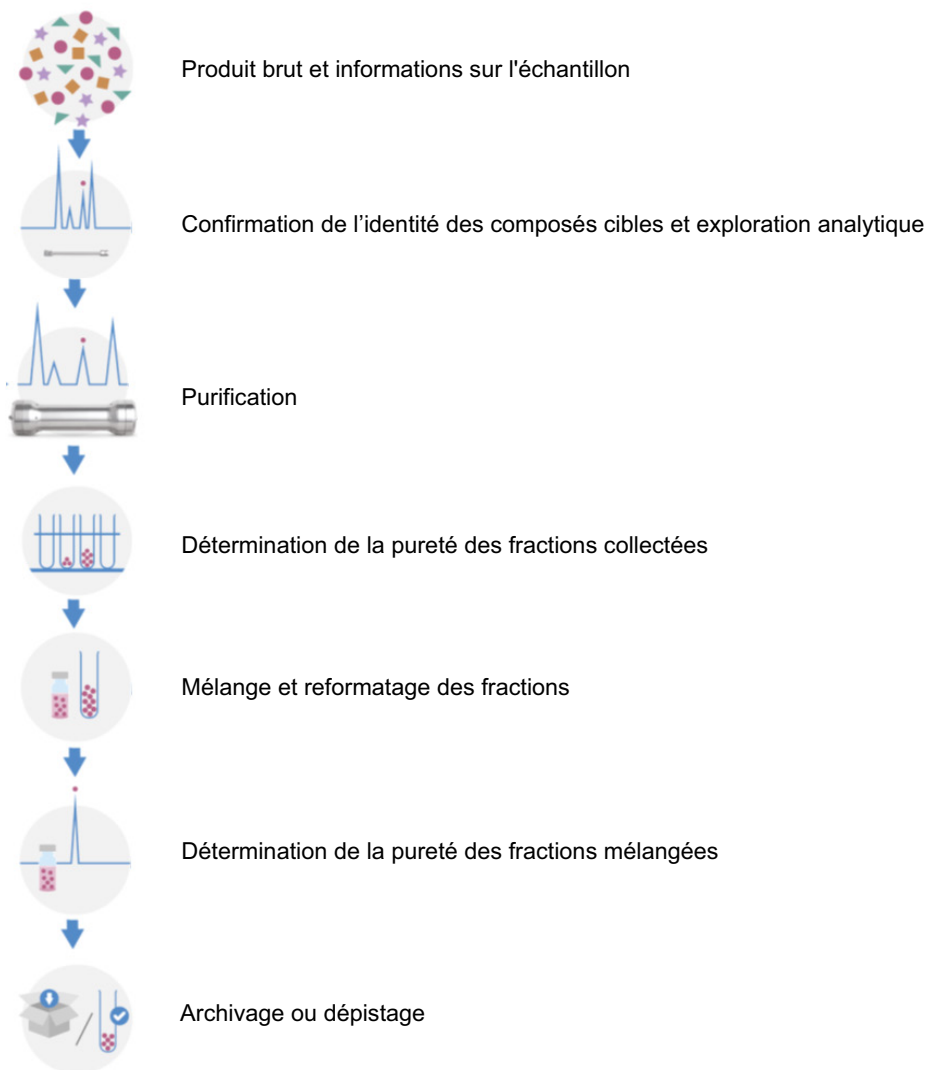 Produit brut et informations sur l'échantillon
Confirmation de l’identité des composés cibles et exploration analytique
Purification
Détermination de la pureté des fractions collectées
Mélange et reformatage des fractions
Détermination de la pureté des fractions mélangées
Archivage ou dépistage